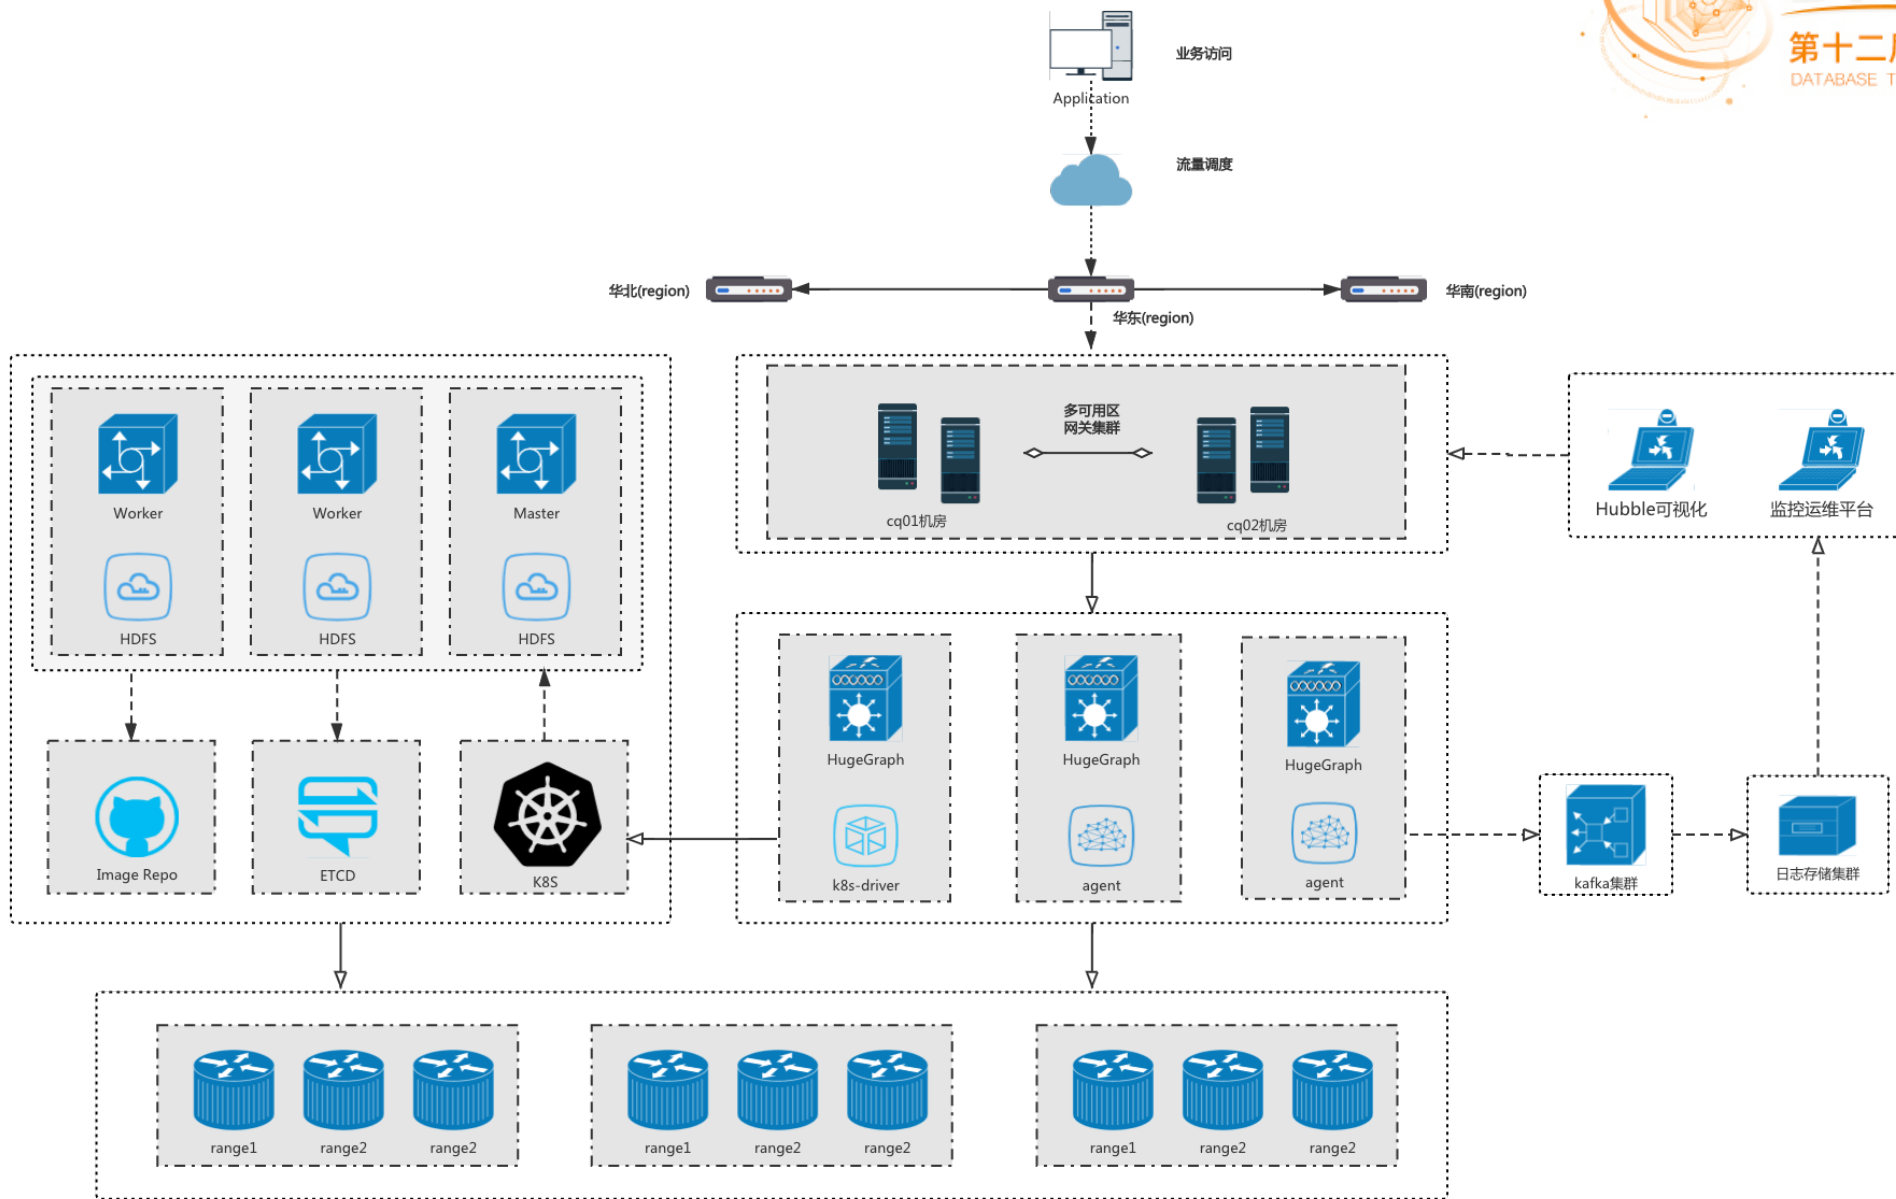 第十二
DATABASE T
业务访问
Application
流量调度
华北(region)
华南(region)
华东(region)
多可用区
网关集群
cq01机房
cq02机房
Hubble可视化
监控运维平台
Worker
Worker
Master
HDFS
HDFS
HDFS
HugeGraph
HugeGraph
HugeGraph
Image Repo
ETCD
K8S
k8s-driver
agent
agent
kafka集群
日志存储集群
range1
range2
range2
range1
range2
range2
range1
range2
range2